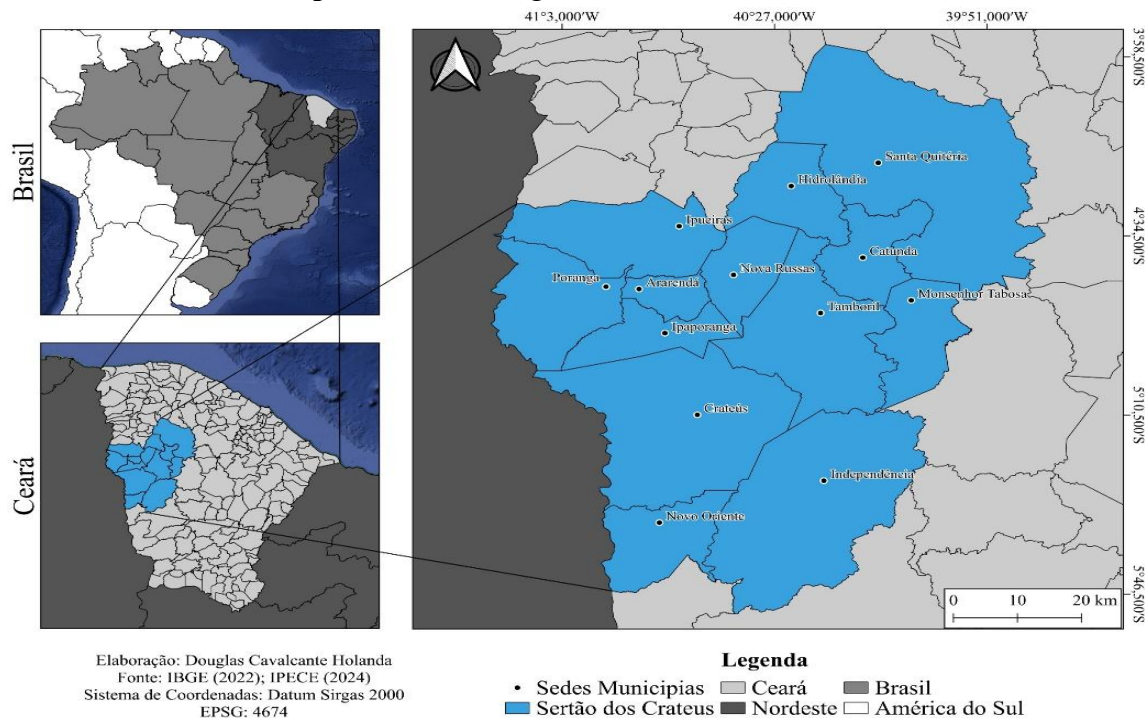 41°3,000'W
40°27,000'W
39°51,000'W
3°58,500'S
4°34,500'S
5°10,500'S
5°46,500'S
Brasil
Ceará
Santa Quitéria
Hidrolândia
Ipueiras
Catunda
Nova Russas
Poranga
Ararenda
Monsenhor Tabosa
Tamboril
Ipaporanga
Crateús
Independência
Novo Oriente
0 10 20 km
Elaboração: Douglas Cavalcante Holanda
Fonte: IBGE (2022); IPECE (2024)
Sistema de Coordenadas: Datum Sirgas 2000
EPSG: 4674
Legenda
Sedes Municipias
Ceará
Brasil
Sertão dos Crateus
Nordeste
América do Sul